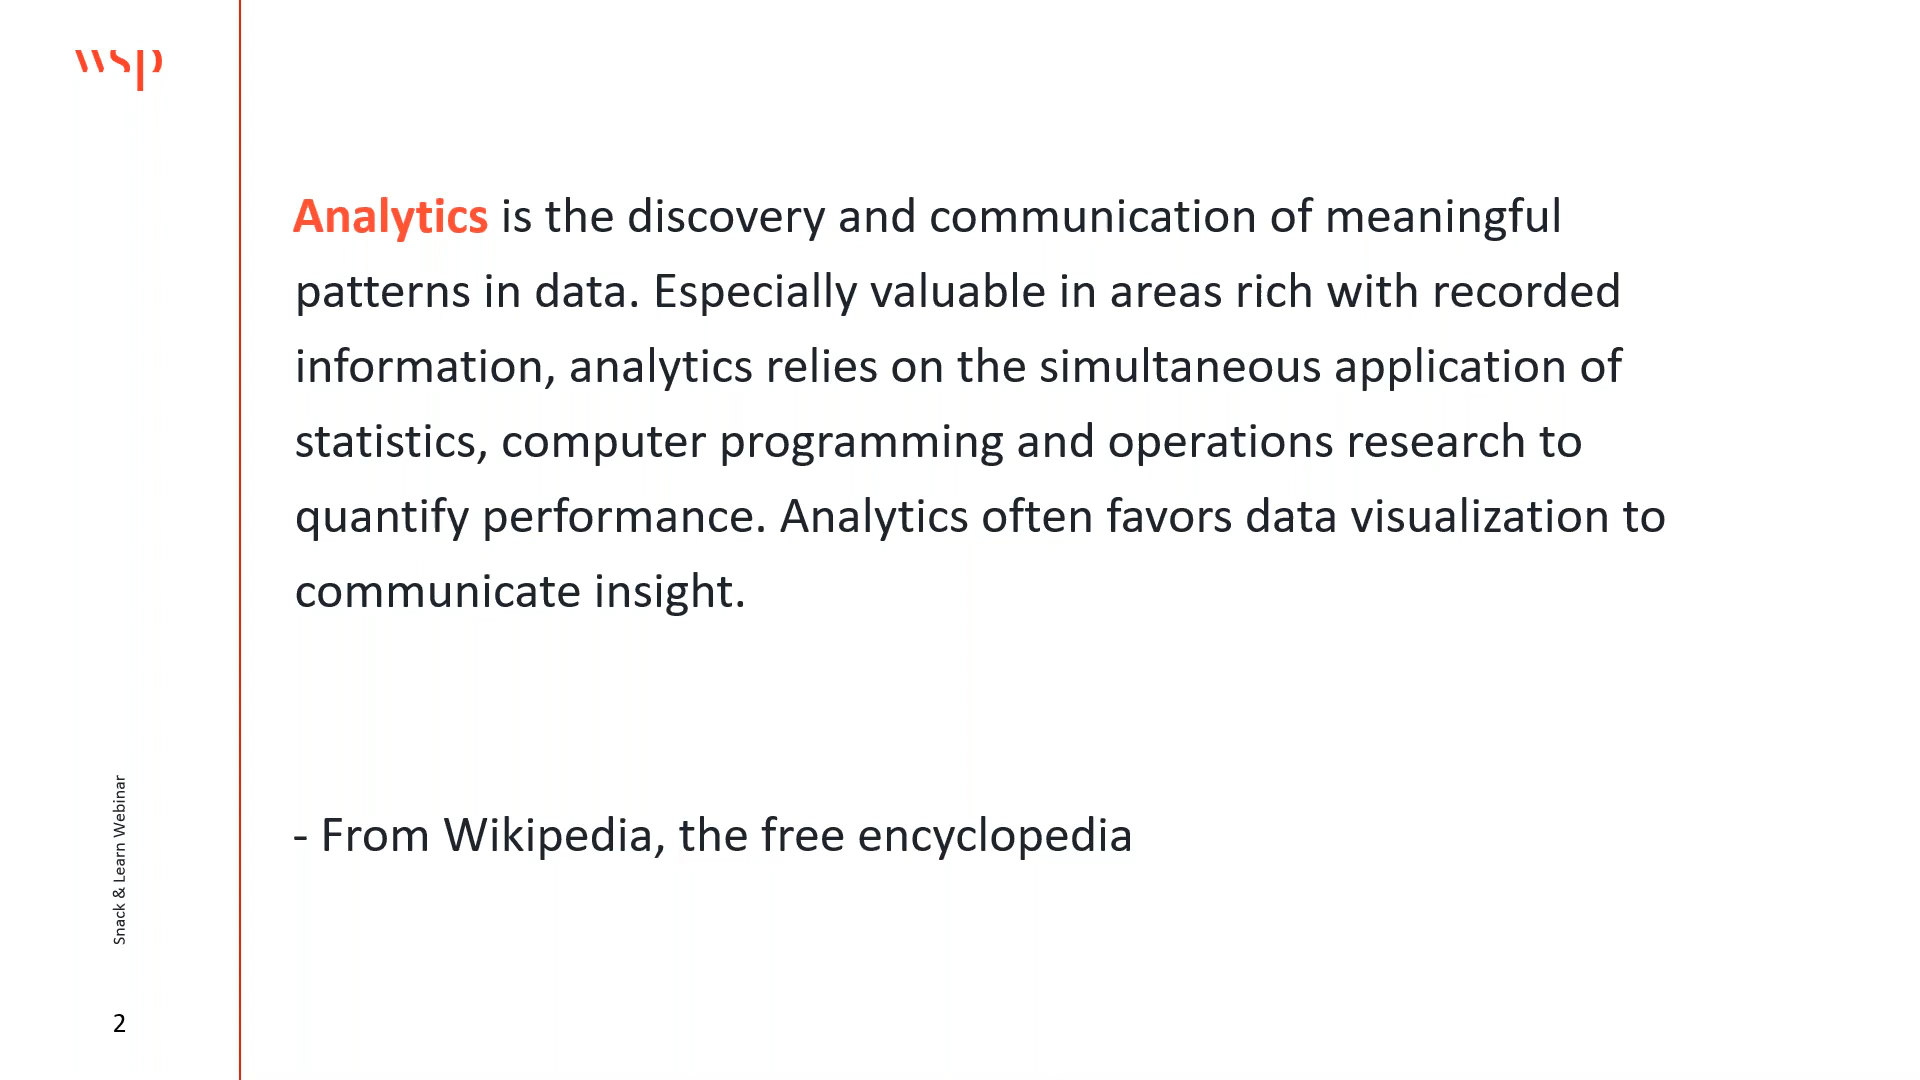 wsp
Analytics is the discovery and communication of meaningful
patterns in data. Especially valuable in areas rich with recorded
information, analytics relies on the simultaneous application of
statistics, computer programming and operations research to
quantify performance. Analytics often favors data visualization to
communicate insight.
- From Wikipedia, the free encyclopedia
Snack & Learn Webinar
2